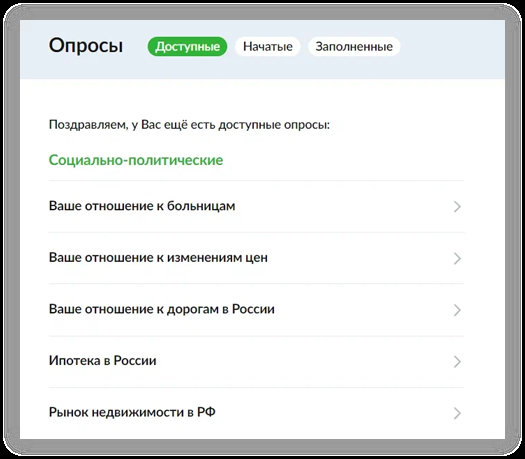 Опросы Доступные Начатые Заполненные
Поздравляем, у Вас ещё есть доступные опросы:
Социально-политические
Ваше отношение к больницам
Ваше отношение к изменениям цен
Ваше отношение к дорогам в России
Ипотека в России
Рынок недвижимости в РФ